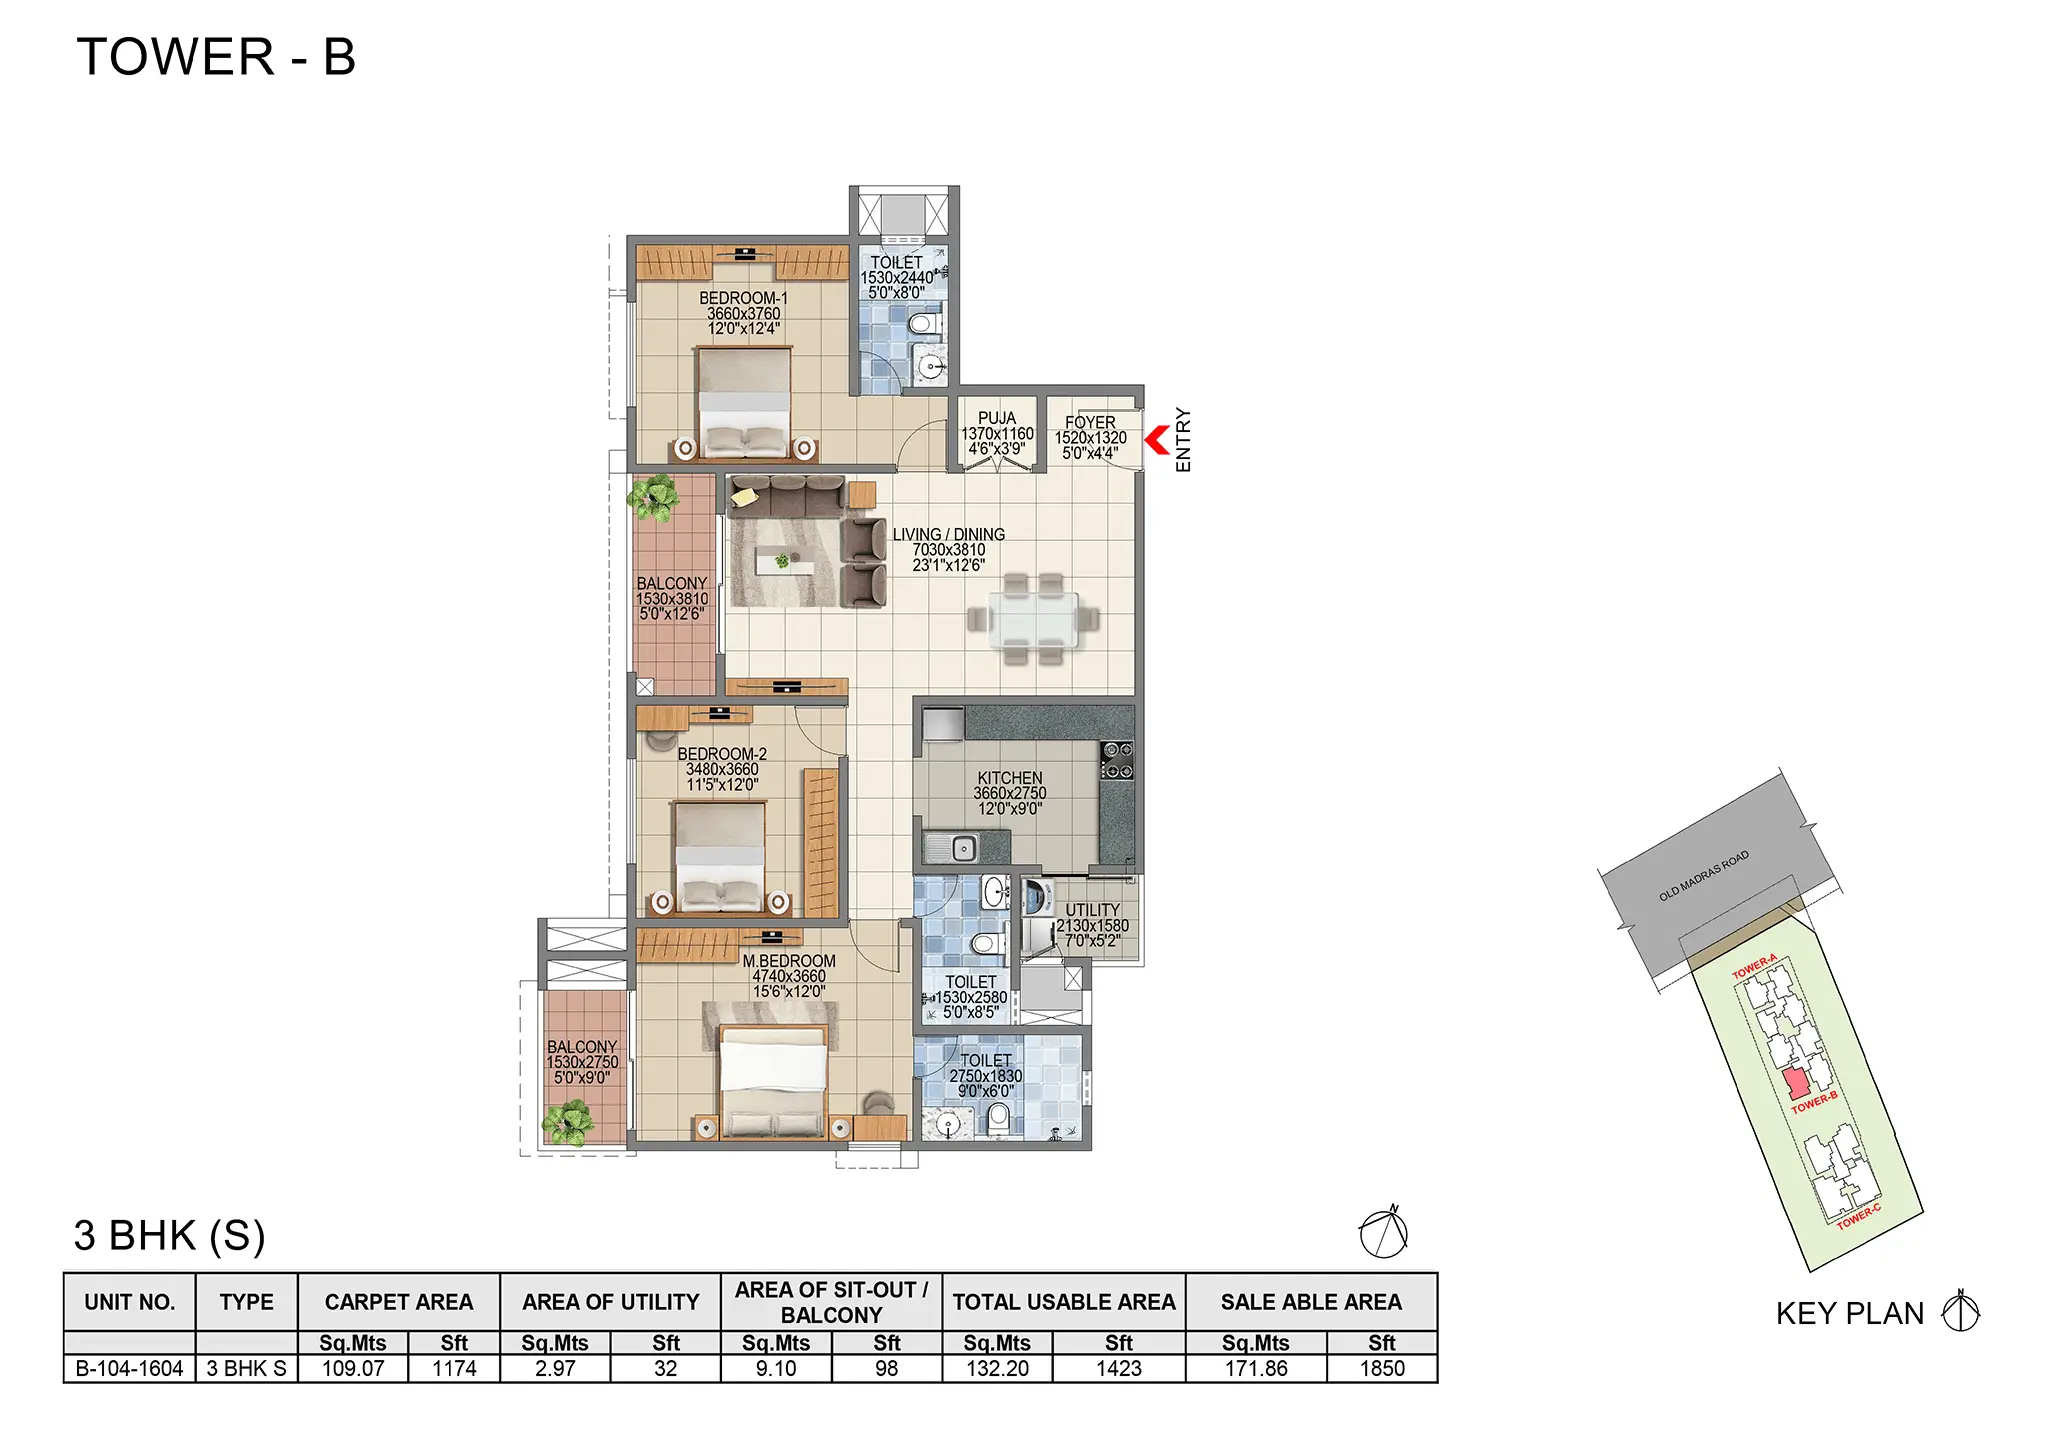 TOWER - B
TOILET
1530x2440
5'0"x8'0"
BEDROOM-1
3660x3760
12'0"x12'4"
PUJA
1370x1160
4'6"x3'9"
FOYER
1520x1320
5'0"x4'4"
ENTRY
LIVING / DINING
7030x3810
23'1"x12'6"
BALCONY
1530x3810
5'0"x12'6"
BEDROOM-2
3480x3660
11'5"x12'0"
KITCHEN
3660x2750
12'0"x9'0"
UTILITY
2130x1580
7'0"x5'2"
M.BEDROOM
4740x3660
15'6"x12'0"
TOILET
1530x2580
5'0"x8'5"
BALCONY
1530x2750
5'0"x9'0"
TOILET
2750x1830
9'0"x6'0"
OLD MADRAS ROAD
TOWER-A
TOWER-B
TOWER-C
KEY PLAN
N
3 BHK (S)
N
UNIT NO. TYPE CARPET AREA AREA OF UTILITY AREA OF SIT-OUT / BALCONY TOTAL USABLE AREA SALE ABLE AREA
Sq.Mts Sft Sq.Mts Sft Sq.Mts Sft Sq.Mts Sft Sq.Mts Sft
B-104-1604 3 BHK S 109.07 1174 2.97 32 9.10 98 132.20 1423 171.86 1850